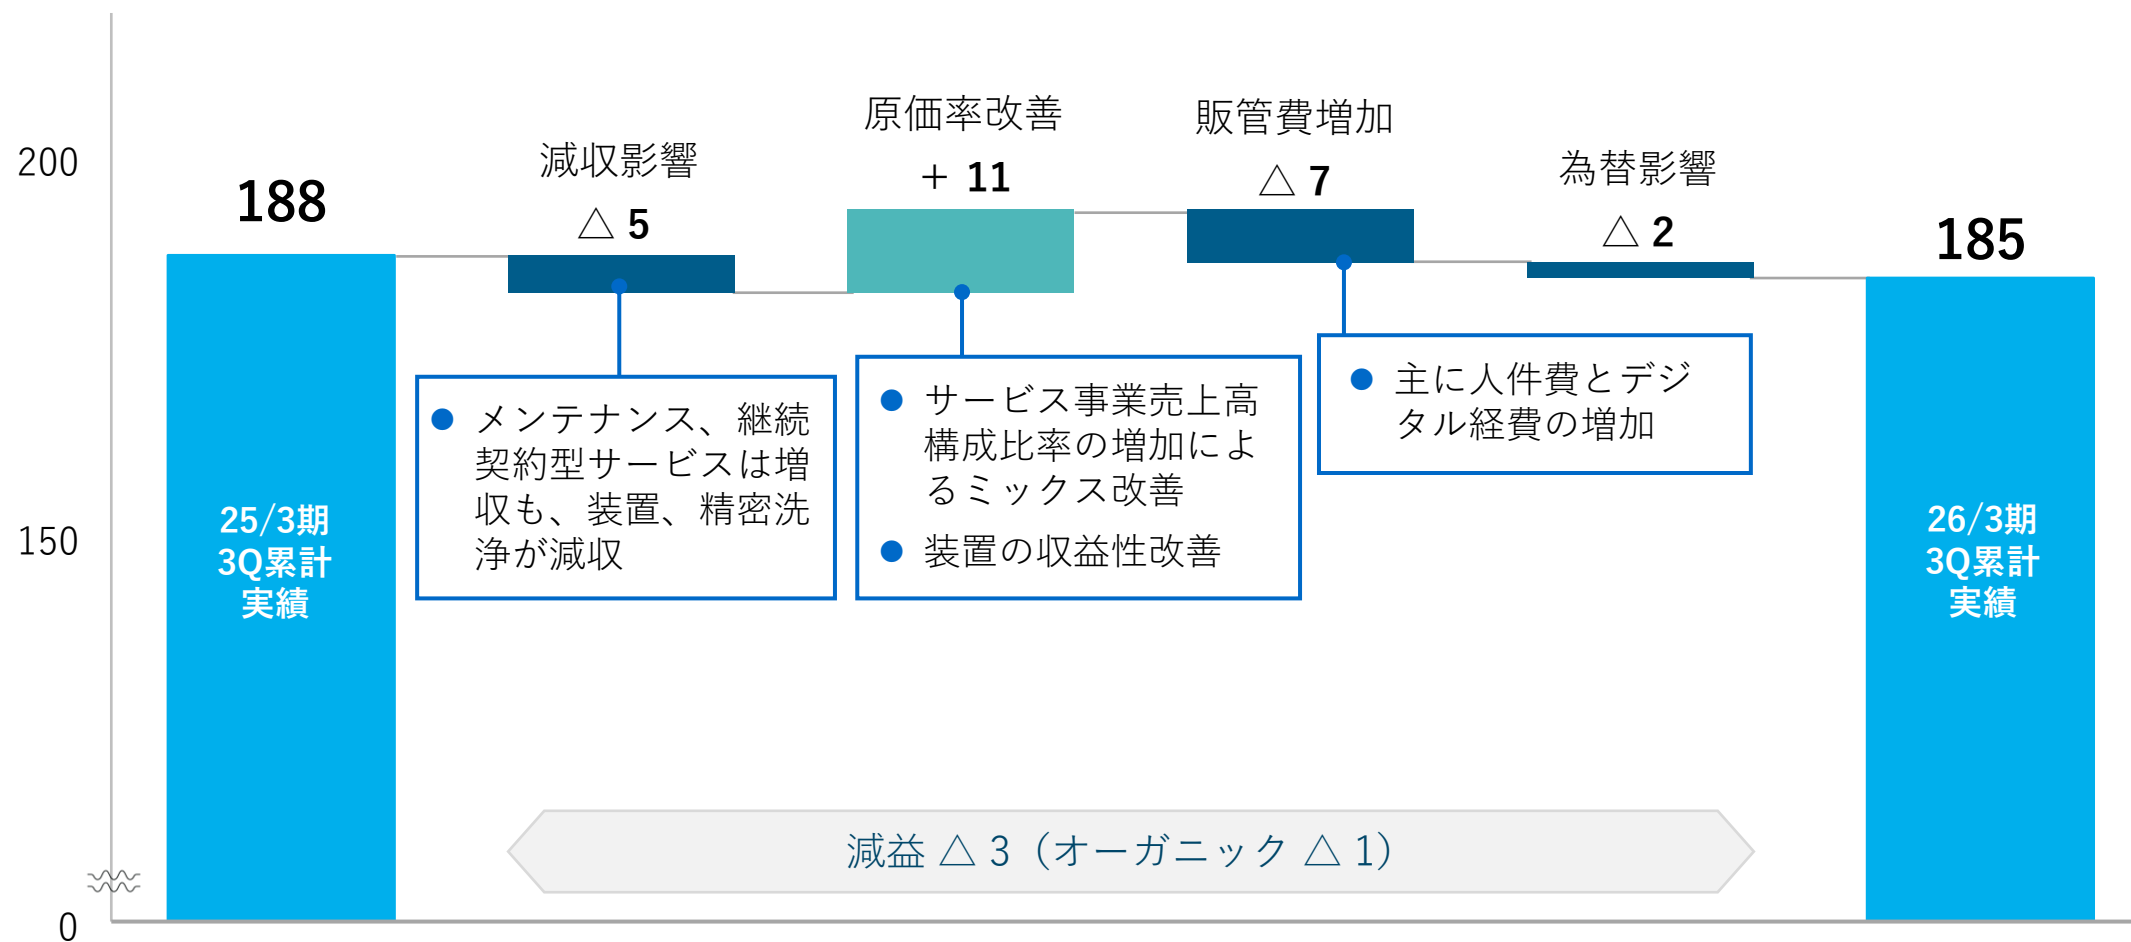 200
150
0
188
25/3期
3Q累計
実績
減収影響
△ 5
メンテナンス、継続
契約型サービスは増
収も、装置、精密洗
浄が減収
原価率改善
＋ 11
サービス事業売上高
構成比率の増加によ
るミックス改善
装置の収益性改善
販管費増加
△ 7
主に人件費とデジ
タル経費の増加
為替影響
△ 2
185
26/3期
3Q累計
実績
減益 △ 3（オーガニック △ 1）